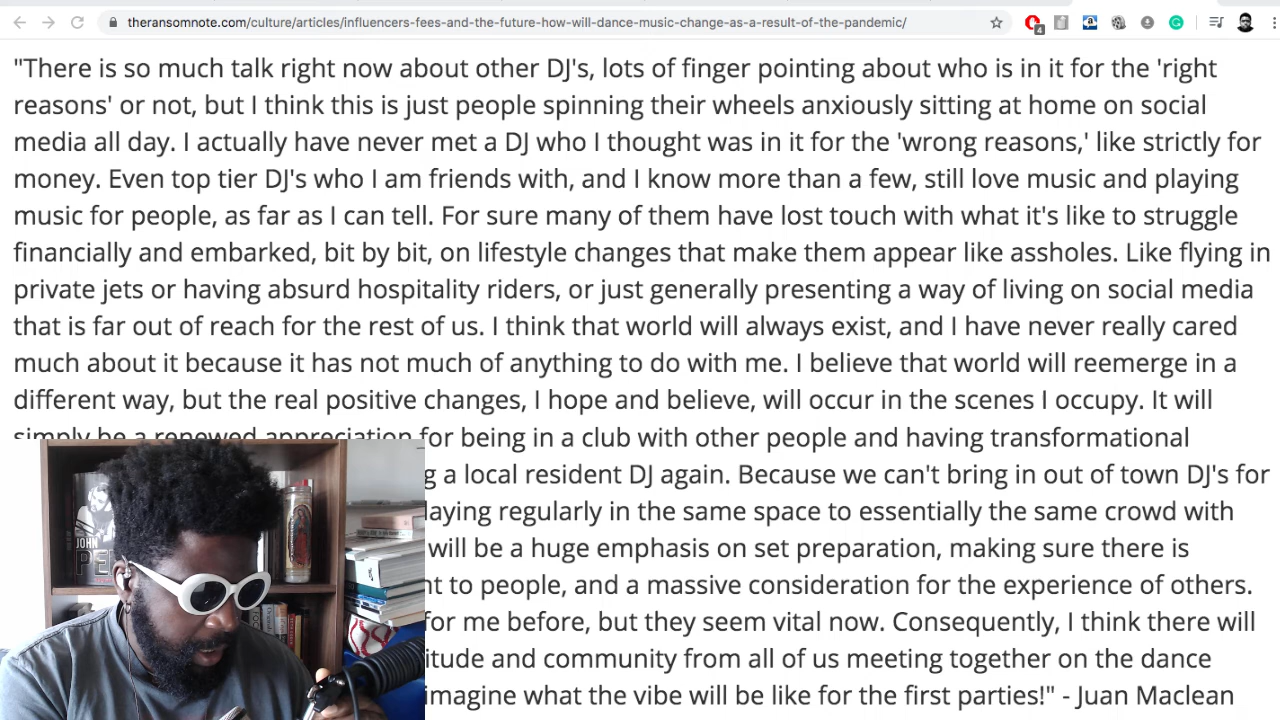 theransomnote.com/culture/articles/influencers-fees-and-the-future-how-will-dance-music-change-as-a-result-of-the-pandemic/
4
"There is so much talk right now about other DJ's, lots of finger pointing about who is in it for the 'right
reasons' or not, but I think this is just people spinning their wheels anxiously sitting at home on social
media all day. I actually have never met a DJ who I thought was in it for the 'wrong reasons,' like strictly for
money. Even top tier DJ's who I am friends with, and I know more than a few, still love music and playing
music for people, as far as I can tell. For sure many of them have lost touch with what it's like to struggle
financially and embarked, bit by bit, on lifestyle changes that make them appear like assholes. Like flying in
private jets or having absurd hospitality riders, or just generally presenting a way of living on social media
that is far out of reach for the rest of us. I think that world will always exist, and I have never really cared
much about it because it has not much of anything to do with me. I believe that world will reemerge in a
different way, but the real positive changes, I hope and believe, will occur in the scenes I occupy. It will
simply be a renewed appreciation for being in a club with other people and having transformational
g a local resident DJ again. Because we can't bring in out of town DJ's for
laying regularly in the same space to essentially the same crowd with
will be a huge emphasis on set preparation, making sure there is
nt to people, and a massive consideration for the experience of others.
for me before, but they seem vital now. Consequently, I think there will
itude and community from all of us meeting together on the dance
imagine what the vibe will be like for the first parties!" - Juan Maclean
JOHN